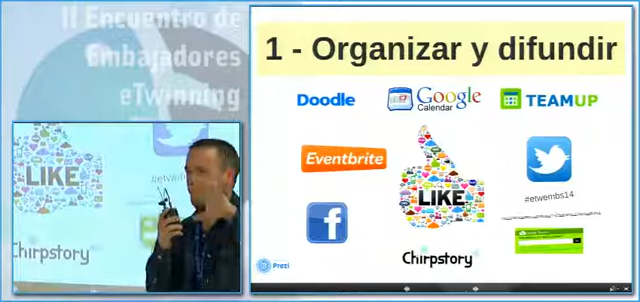 II Encuentro de
Embajadores
eTwinning
LIKE
#etwem
Chirpstory
1 - Organizar y difundir
Doodle
Google
Calendar
TEAMUP
Eventbrite
LIKE
#etwembs14
f
Chirpstory
Prezi